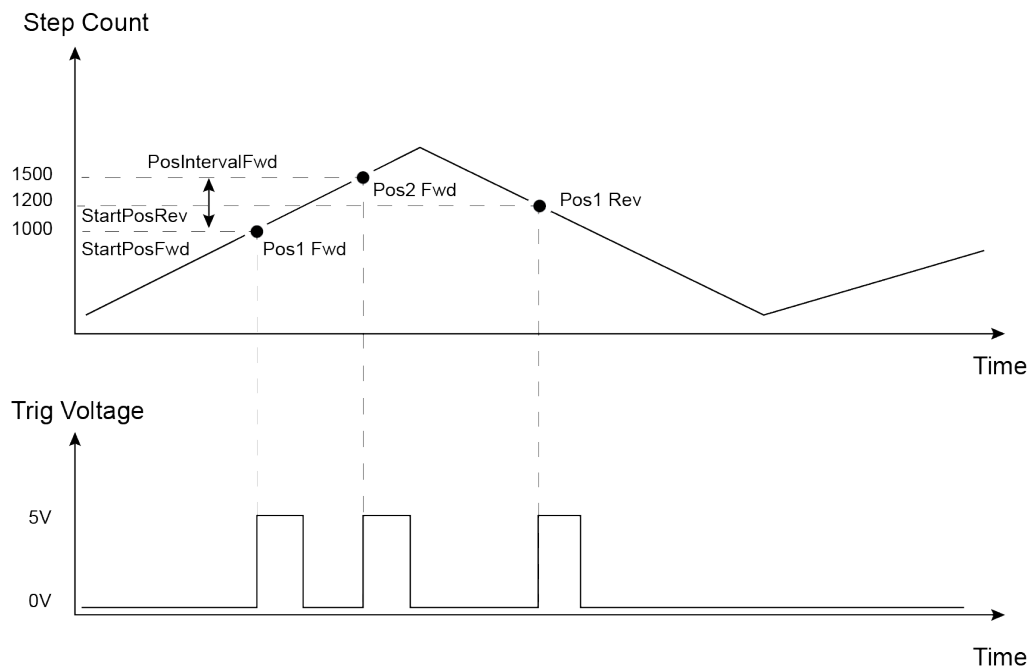 Step Count
PosIntervalFwd
1500
Pos2 Fwd
1200
Pos1 Rev
StartPosRev
1000
StartPosFwd
Pos1 Fwd
Time
Trig Voltage
5V
0V
Time